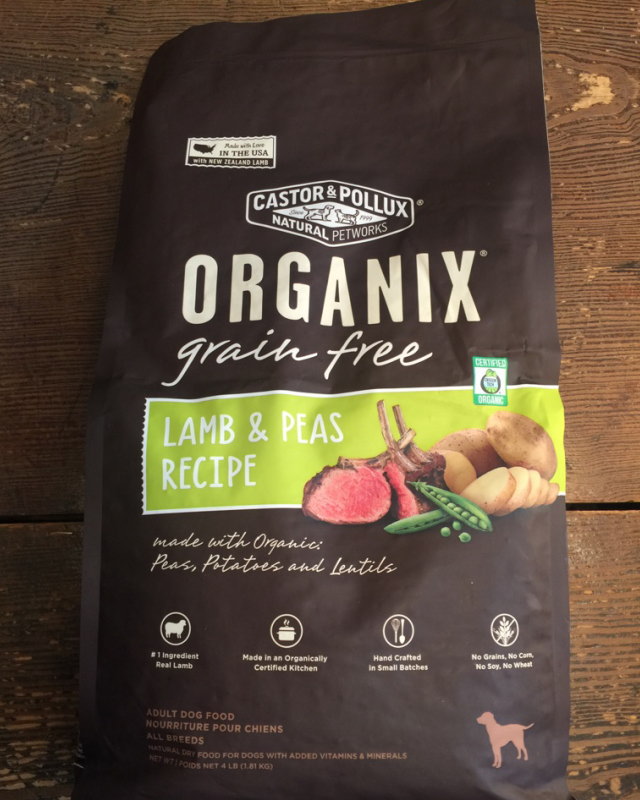 Made with Love
IN THE USA
with NEW ZEALAND LAMB
CASTOR & POLLUX®
Since 1999
NATURAL PETWORKS
ORGANIX®
grain free
CERTIFIED
ORGANIC
LAMB & PEAS
RECIPE
made with Organic:
Peas, Potatoes and Lentils
#1 Ingredient
Real Lamb
Made in an Organically
Certified Kitchen
Hand Crafted
in Small Batches
No Grains, No Corn,
No Soy, No Wheat
ADULT DOG FOOD
NOURRITURE POUR CHIENS
ALL BREEDS
NATURAL DRY FOOD FOR DOGS WITH ADDED VITAMINS & MINERALS
NET WT | POIDS NET 4 LB (1.81 KG)